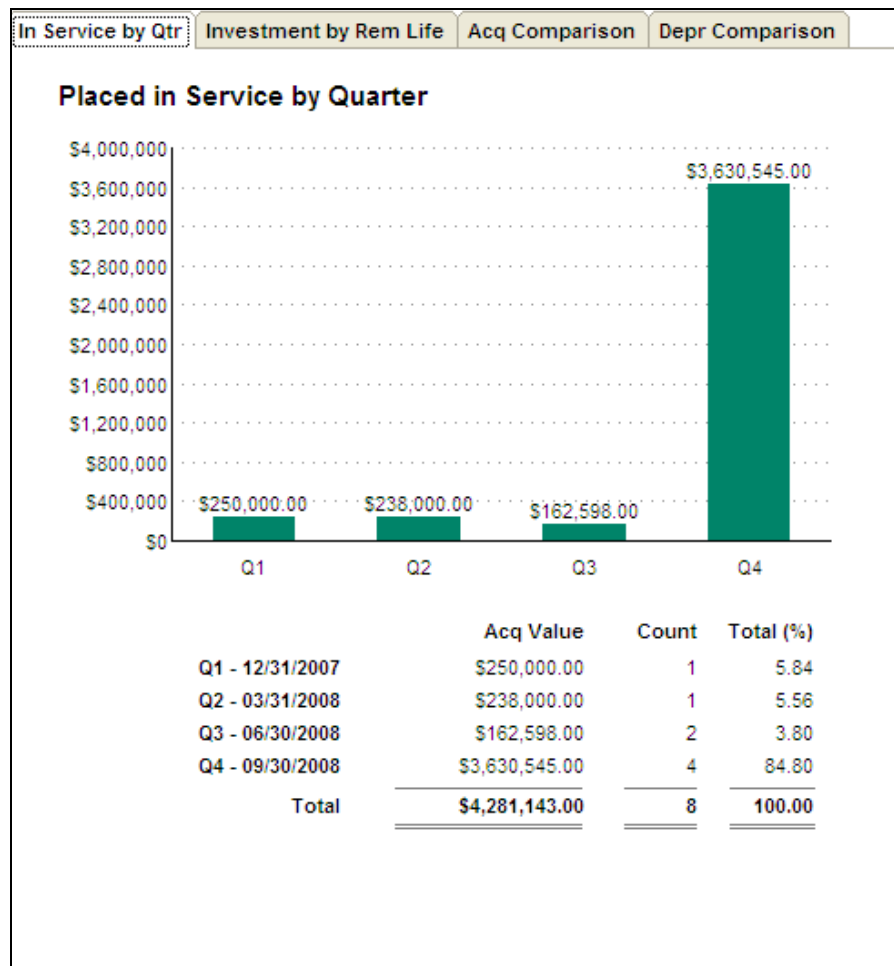 In Service by Qtr Investment by Rem Life Acq Comparison Depr Comparison
Placed in Service by Quarter
$4,000,000
$3,630,545.00
$3,600,000
$3,200,000
$2,800,000
$2,400,000
$2,000,000
$1,600,000
$1,200,000
$800,000
$400,000 $250,000.00 $238,000.00 $162,598.00
$0
Q1 Q2 Q3 Q4
Acq Value Count Total (%)
Q1 - 12/31/2007 $250,000.00 1 5.84
Q2 - 03/31/2008 $238,000.00 1 5.56
Q3 - 06/30/2008 $162,598.00 2 3.80
Q4 - 09/30/2008 $3,630,545.00 4 84.80
Total $4,281,143.00 8 100.00